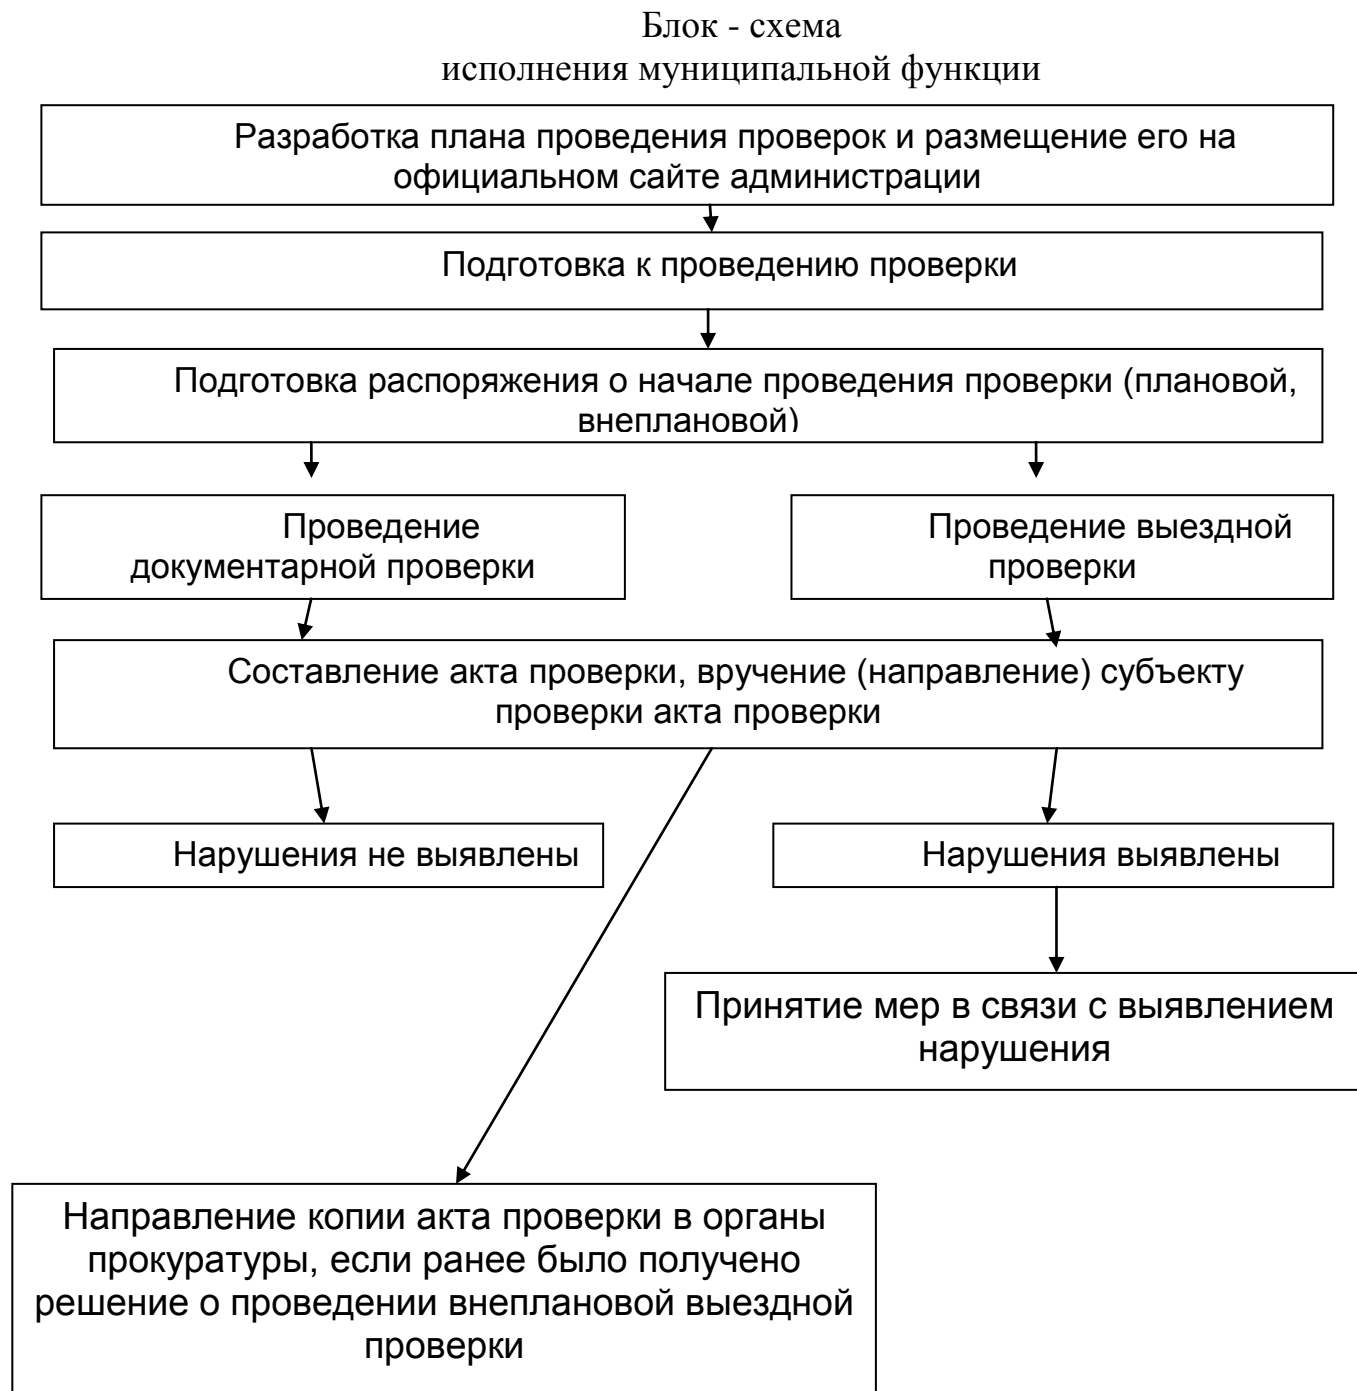 Блок - схема
исполнения муниципальной функции
Разработка плана проведения проверок и размещение его на
официальном сайте администрации
Подготовка к проведению проверки
Подготовка распоряжения о начале проведения проверки (плановой,
внеплановой)
Проведение
документарной проверки
Проведение выездной
проверки
Составление акта проверки, вручение (направление) субъекту
проверки акта проверки
Нарушения не выявлены
Нарушения выявлены
Принятие мер в связи с выявлением
нарушения
Направление копии акта проверки в органы
прокуратуры, если ранее было получено
решение о проведении внеплановой выездной
проверки